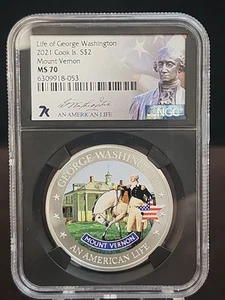 Life of George Washington
2021 Cook Is. S$2
Mount Vernon
MS 70
6309918-053
7k
AN AMERICAN LIFE
NGC
GEORGE WASHINGTON
MOUNT VERNON
AN AMERICAN LIFE